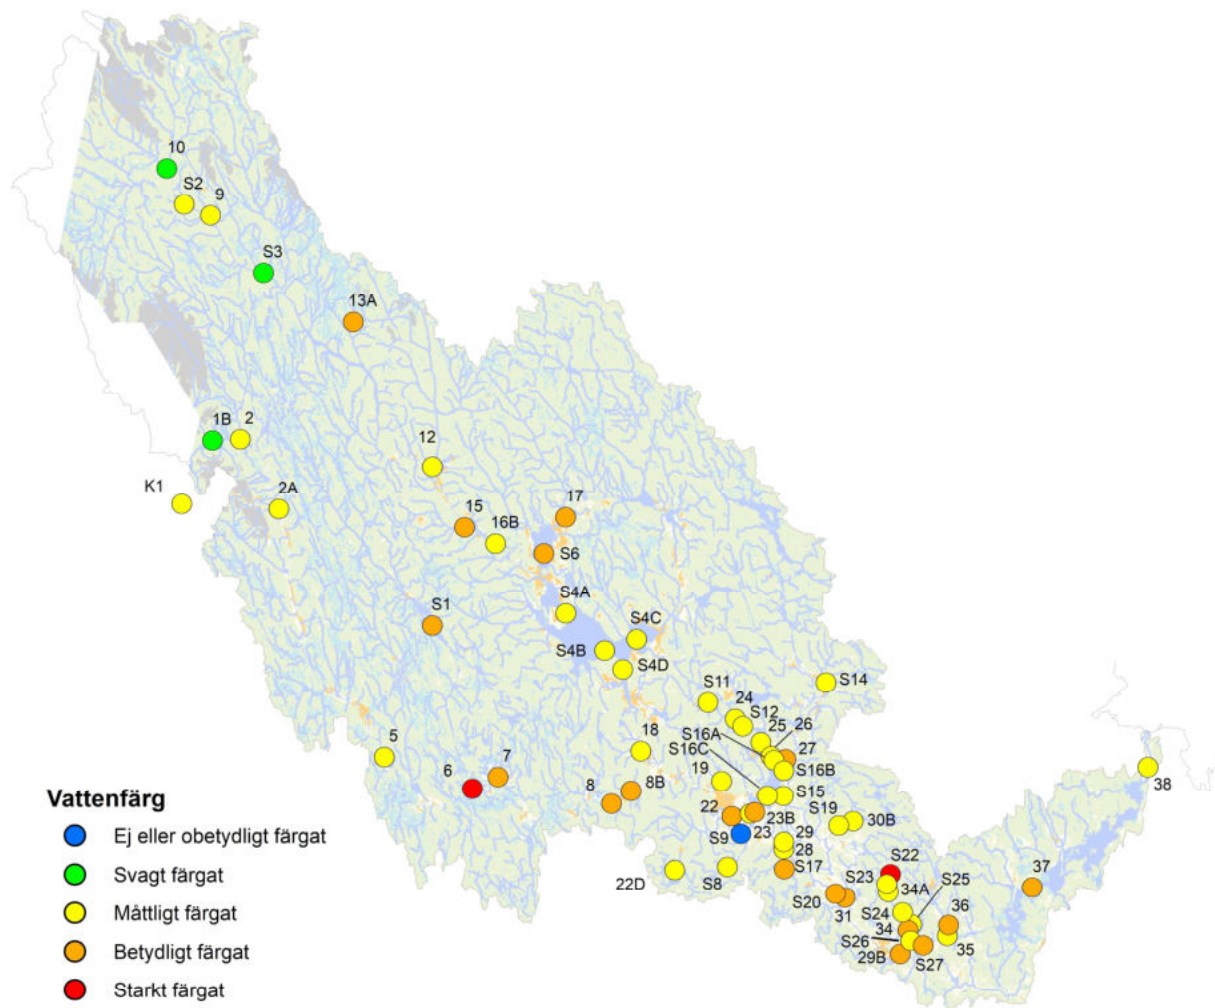 10
S2
9
S3
13A
1B
2
12
K1
2A
15
16B
17
S6
S4A
S1
S4C
S4B
S4D
S14
S11
24
S12
25
26
S16A
S16C
27
18
5
19
S16B
38
6
7
8
8B
S15
22
23B
S19
30B
S9
23
29
28
S17
22D
S8
S22
S23
34A
S25
37
S20
31
S24
36
34
S26
29B
S27
35
Vattenfärg
Ej eller obetydligt färgat
Svagt färgat
Måttligt färgat
Betydligt färgat
Starkt färgat